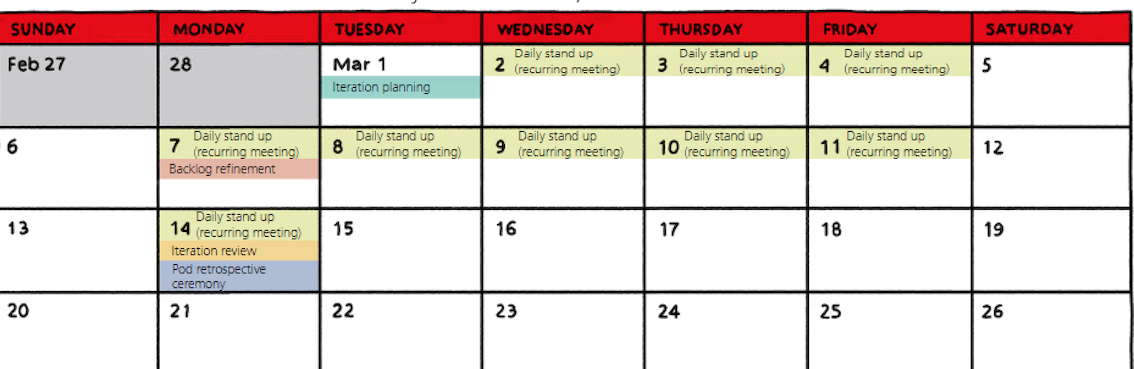 SUNDAY MONDAY TUESDAY WEDNESDAY THURSDAY FRIDAY SATURDAY
Feb 27
28
Mar 1
Iteration planning
2 Daily stand up
(recurring meeting)
3 Daily stand up
(recurring meeting)
4 Daily stand up
(recurring meeting)
5
6
7 Daily stand up
(recurring meeting)
Backlog refinement
8 Daily stand up
(recurring meeting)
9 Daily stand up
(recurring meeting)
10 Daily stand up
(recurring meeting)
11 Daily stand up
(recurring meeting)
12
13
14 Daily stand up
(recurring meeting)
Iteration review
Pod retrospective
ceremony
15
16
17
18
19
20
21
22
23
24
25
26